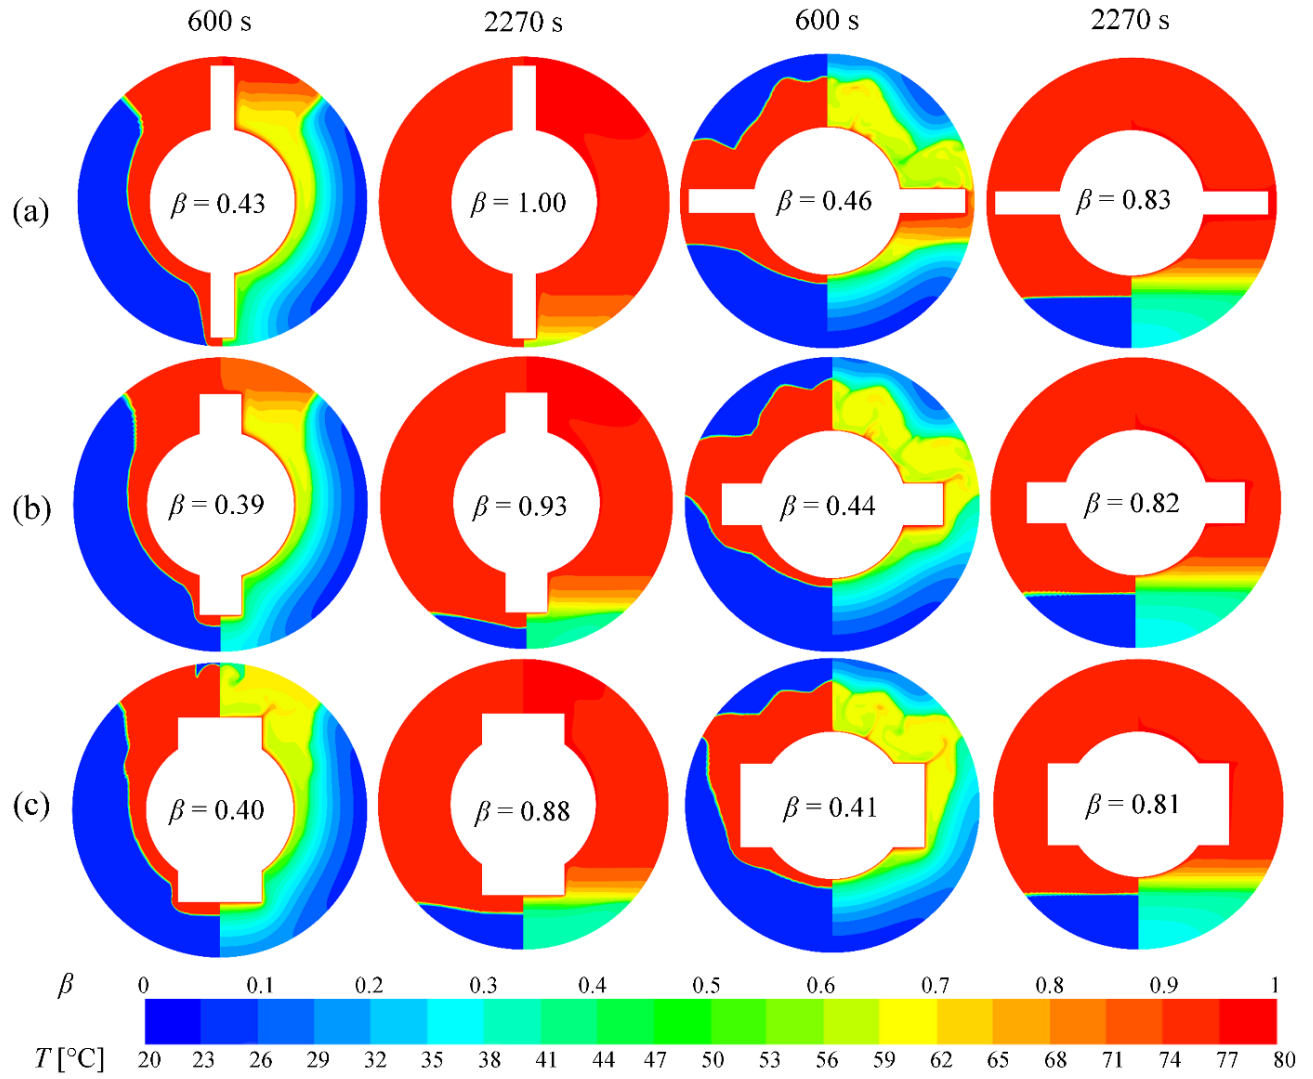 600 s 2270 s 600 s 2270 s
(a) β = 0.43 β = 1.00 β = 0.46 β = 0.83
(b) β = 0.39 β = 0.93 β = 0.44 β = 0.82
(c) β = 0.40 β = 0.88 β = 0.41 β = 0.81
β 0 0.1 0.2 0.3 0.4 0.5 0.6 0.7 0.8 0.9 1
T [°C] 20 23 26 29 32 35 38 41 44 47 50 53 56 59 62 65 68 71 74 77 80